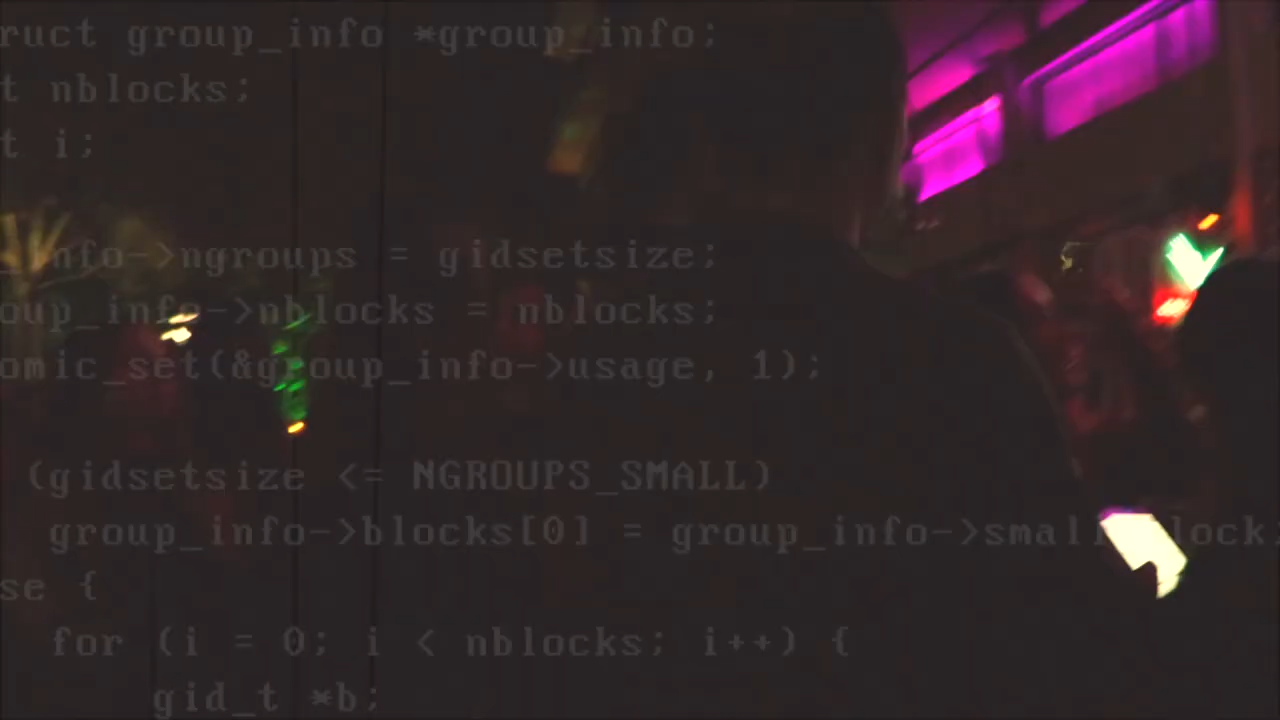 ruct group_info *group_info;
t nblocks;
t i;
_info->ngroups = gidsetsize;
oup_info->nblocks = nblocks;
omic_set(&group_info->usage, 1);
(gidsetsize <= NGROUPS_SMALL)
group_info->blocks[0] = group_info->small_block
se {
for (i = 0; i < nblocks; i++) {
gid_t *b;